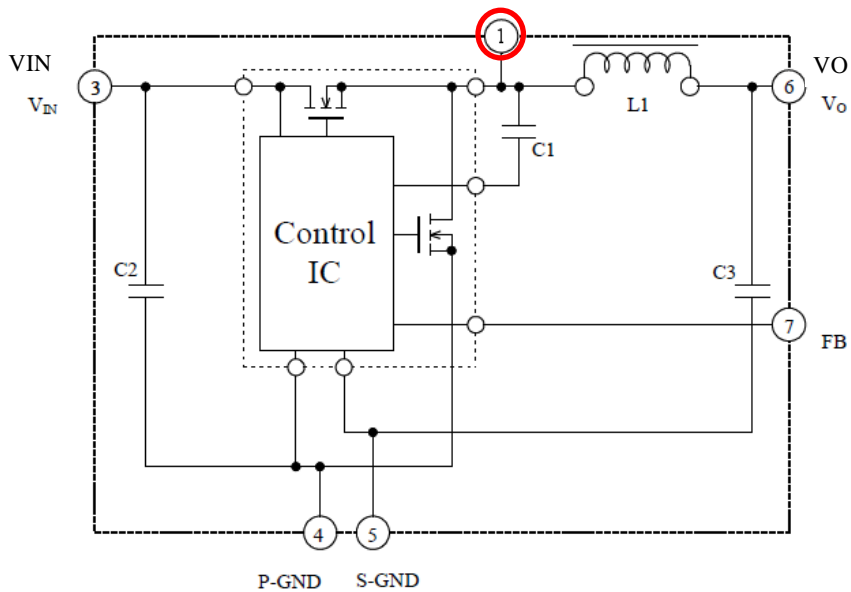 1
VIN
VO
3
6
VIN
L1
VO
C1
Control
IC
C2
C3
7
FB
4
5
P-GND
S-GND